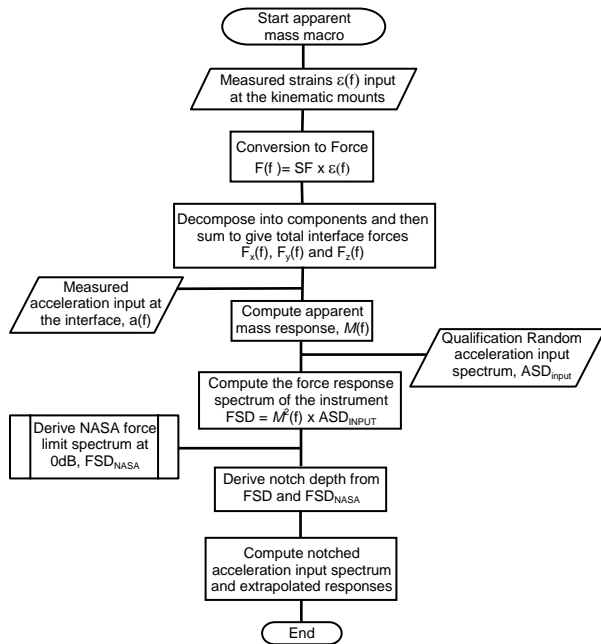 Start apparent
mass macro
Measured strains ε(f) input
at the kinematic mounts
Conversion to Force
F(f )= SF x ε(f)
Decompose into components and then
sum to give total interface forces
Fx(f), Fy(f) and Fz(f)
Measured
acceleration input at
the interface, a(f)
Compute apparent
mass response, M(f)
Qualification Random
acceleration input
spectrum, ASDinput
Compute the force response
spectrum of the instrument
FSD = M²(f) x ASDINPUT
Derive NASA force
limit spectrum at
0dB, FSDNASA
Derive notch depth from
FSD and FSDNASA
Compute notched
acceleration input spectrum
and extrapolated responses
End